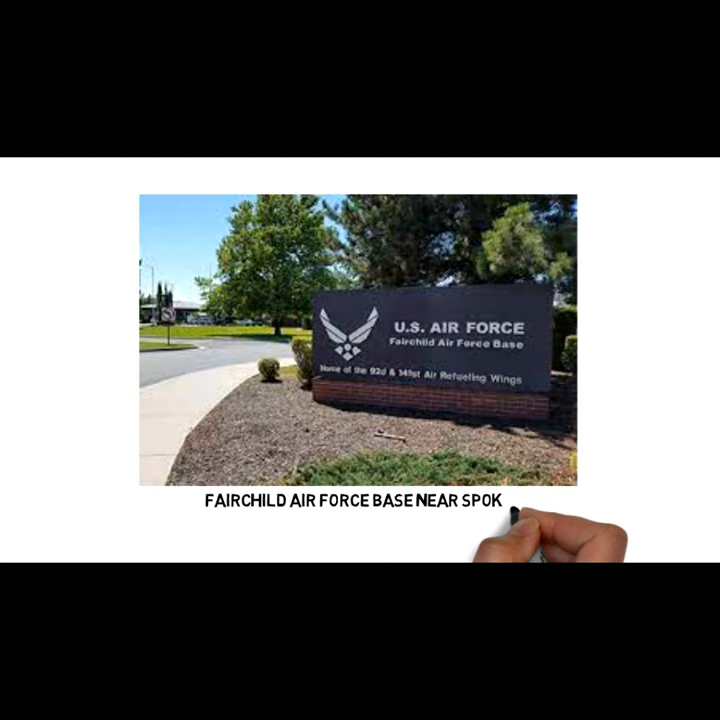 U.S. AIR FORCE
Fairchild Air Force Base
Home of the 92d & 141st Air Refueling Wings
FAIRCHILD AIR FORCE BASE NEAR SPOK